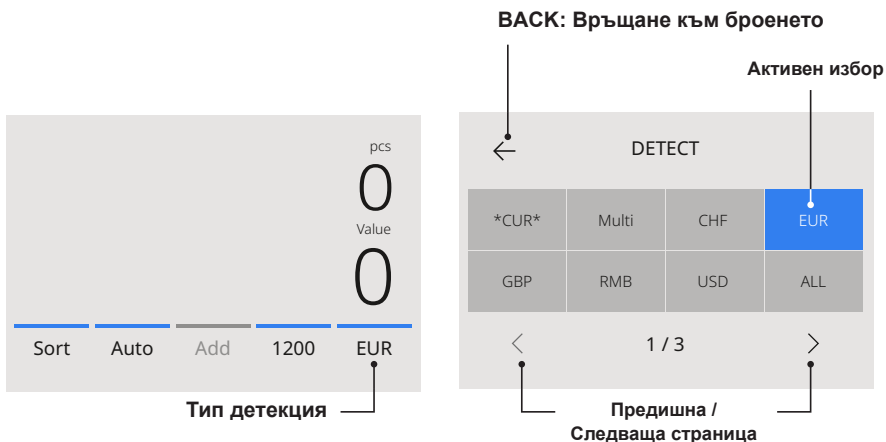 BACK: Връщане към броенето
Активен избор
pcs
0
Value
0
Sort Auto Add 1200 EUR
Тип детекция
DETECT
*CUR* Multi CHF EUR
GBP RMB USD ALL
1 / 3
Предишна /
Следваща страница